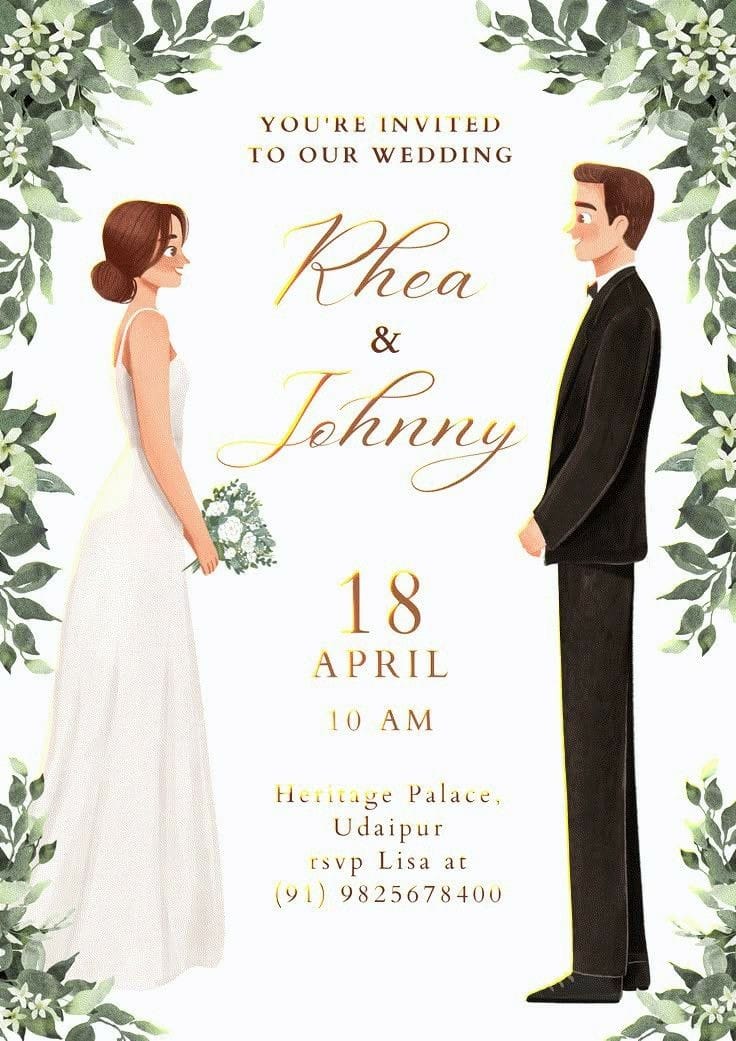 YOU'RE INVITED
TO OUR WEDDING
Rhea
&
Johnny
18
APRIL
10 AM
Heritage Palace,
Udaipur
rsvp Lisa at
(91) 9825678400